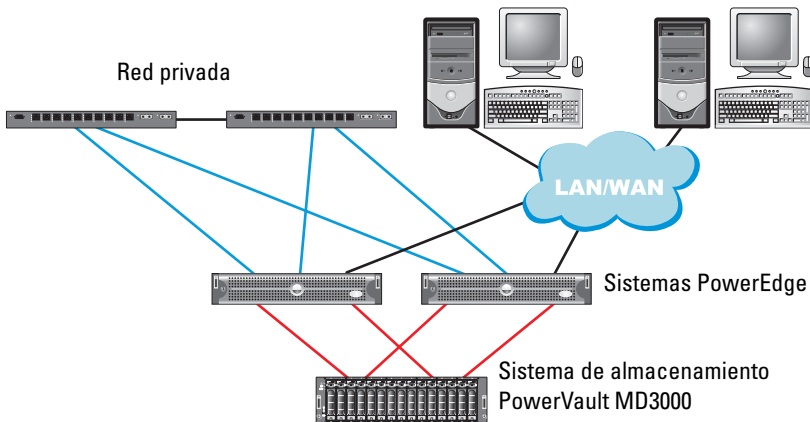 Red privada
LAN/WAN
Sistemas PowerEdge
Sistema de almacenamiento
PowerVault MD3000